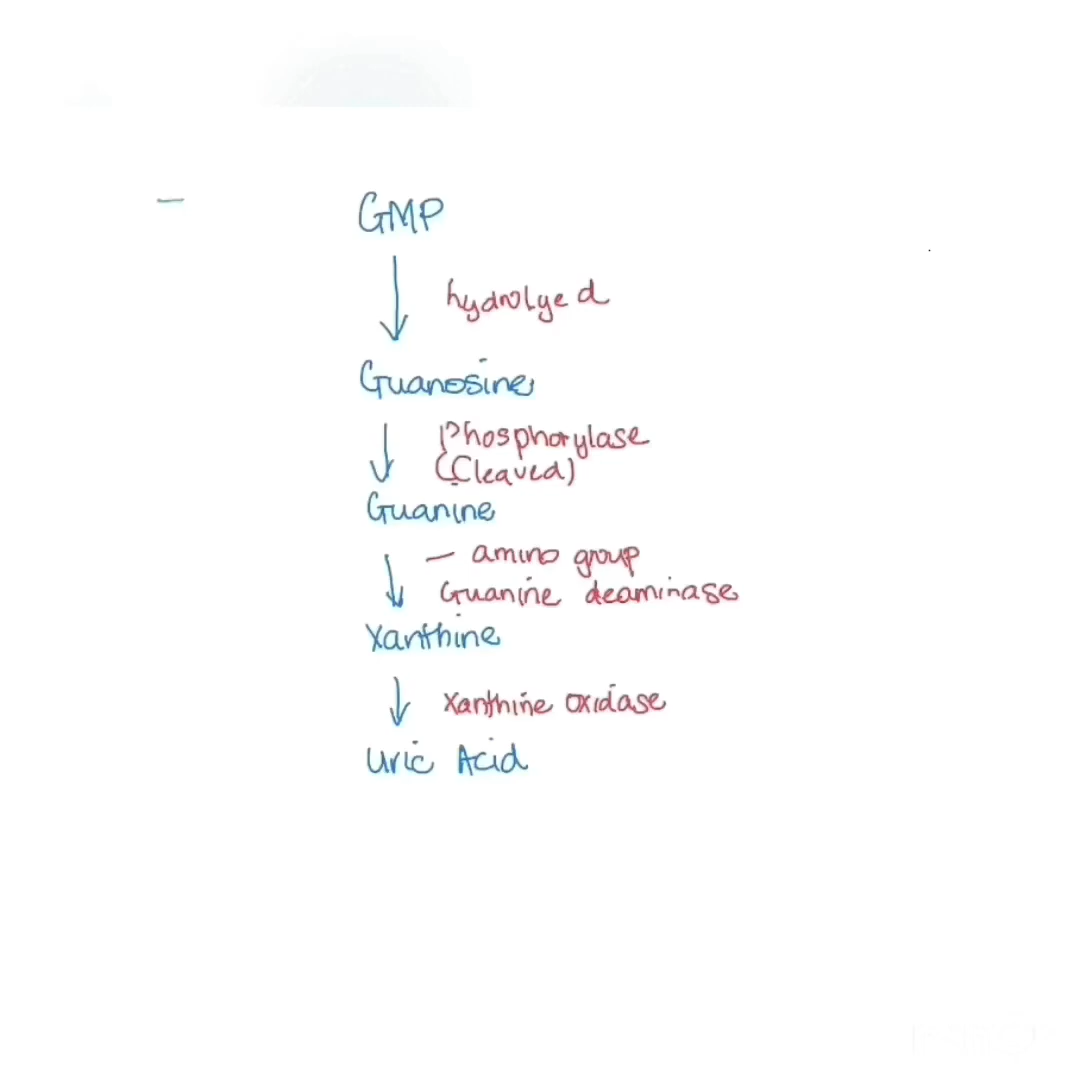 GMP
hydrolyed
Guanosine
Phosphorylase
(Cleaved)
Guanine
- amino group
Guanine deaminase
Xanthine
Xanthine oxidase
Uric Acid